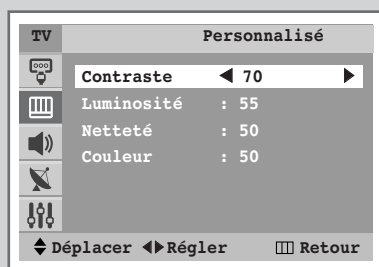 TV Personnalisé
Contraste ◀ 70 ▶
Luminosité : 55
Netteté : 50
Couleur : 50
Déplacer Régler Retour